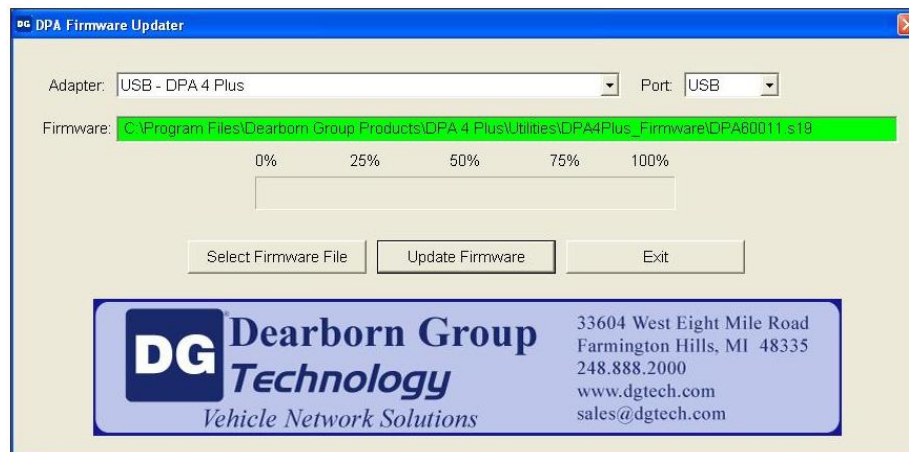 DG DPA Firmware Updater
Adapter: USB - DPA 4 Plus Port: USB
Firmware: C:\Program Files\Dearborn Group Products\DPA 4 Plus\Utilities\DPA4Plus_Firmware\DPA60011.s19
0% 25% 50% 75% 100%
Select Firmware File Update Firmware Exit
DG
Dearborn Group
Technology
Vehicle Network Solutions
33604 West Eight Mile Road
Farmington Hills, MI 48335
248.888.2000
www.dgtech.com
sales@dgtech.com